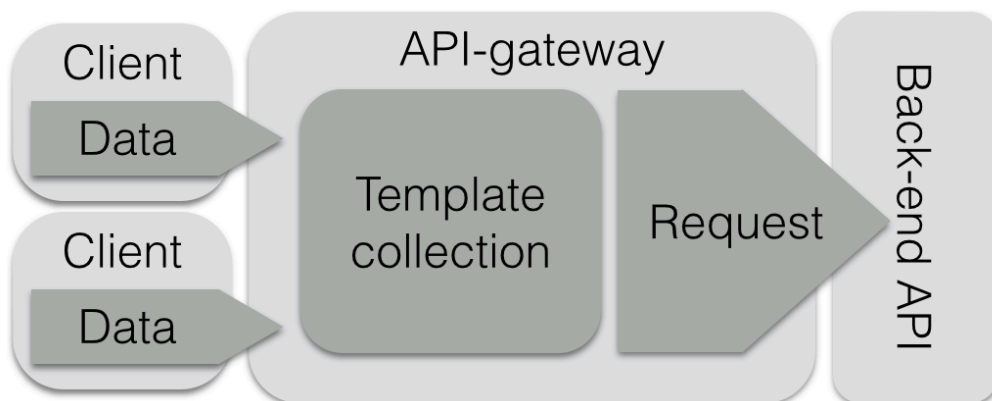 Client
Data
Client
Data
API-gateway
Template
collection
Request
Back-end API